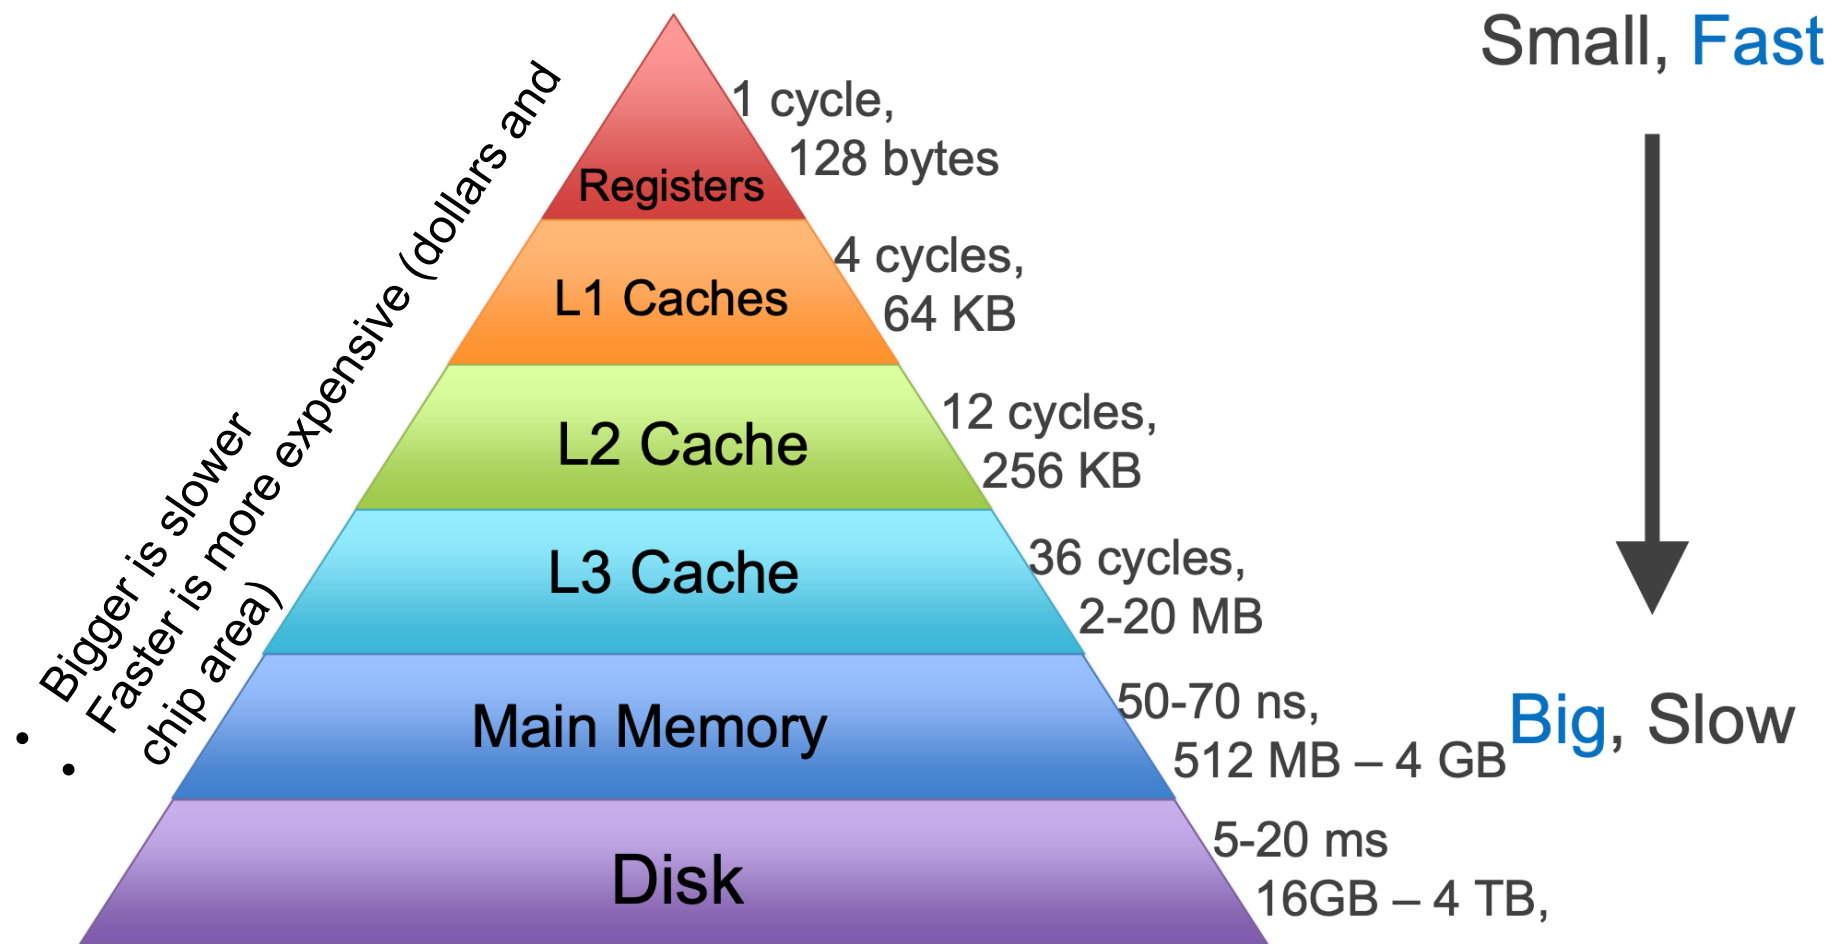 Small, Fast
1 cycle,
128 bytes
Registers
4 cycles,
64 KB
L1 Caches
12 cycles,
256 KB
L2 Cache
36 cycles,
2-20 MB
L3 Cache
50-70 ns,
512 MB – 4 GB
Main Memory
Big, Slow
5-20 ms
16GB – 4 TB,
Disk
• Bigger is slower
• Faster is more expensive (dollars and
chip area)